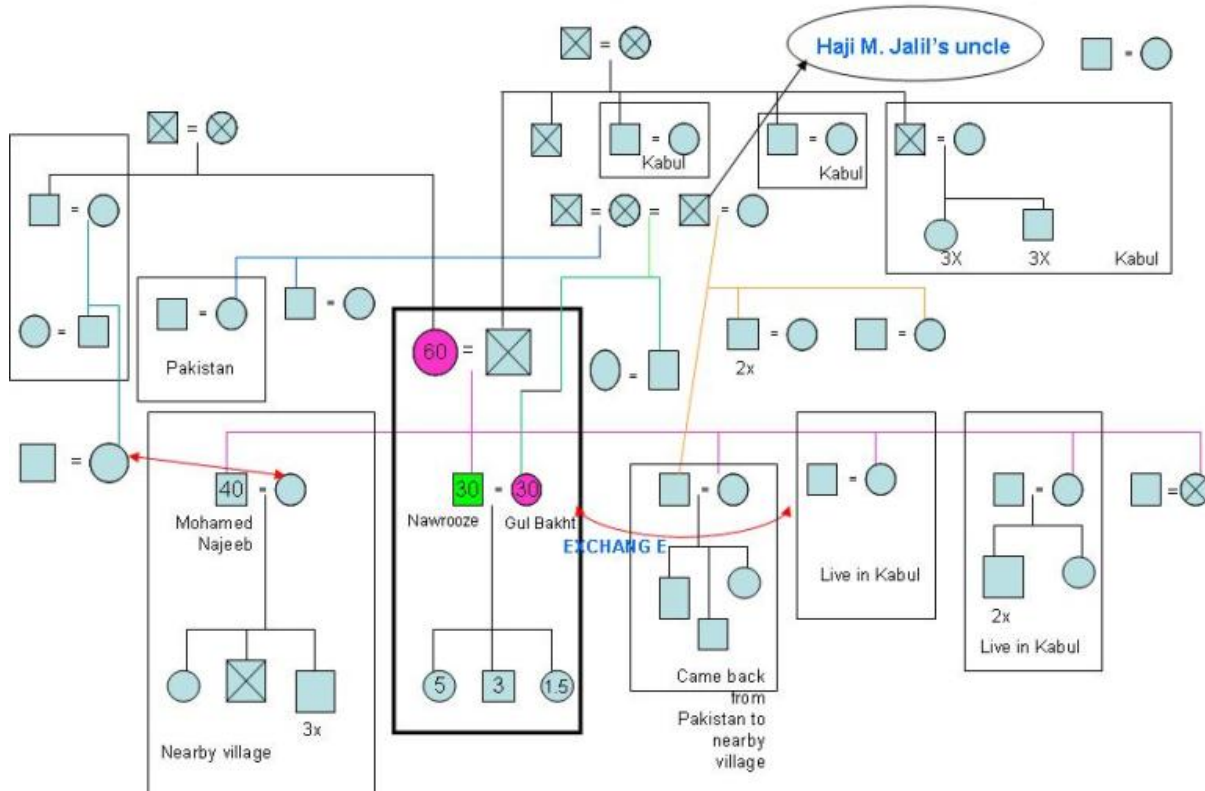 Haji M. Jalil's uncle
=
=
=
=
=
=
Kabul
=
Kabul
=
3X
3X
Kabul
=
=
=
=
=
=
Pakistan
60
=
=
=
2x
=
=
40
=
Mohamed
Najeeb
30
=
30
Nawrooze
Gul Bakht
EXCHANG E
=
=
=
=
Live in Kabul
2x
Live in Kabul
5
3
1.5
3x
Nearby village
Came back
from
Pakistan to
nearby
village